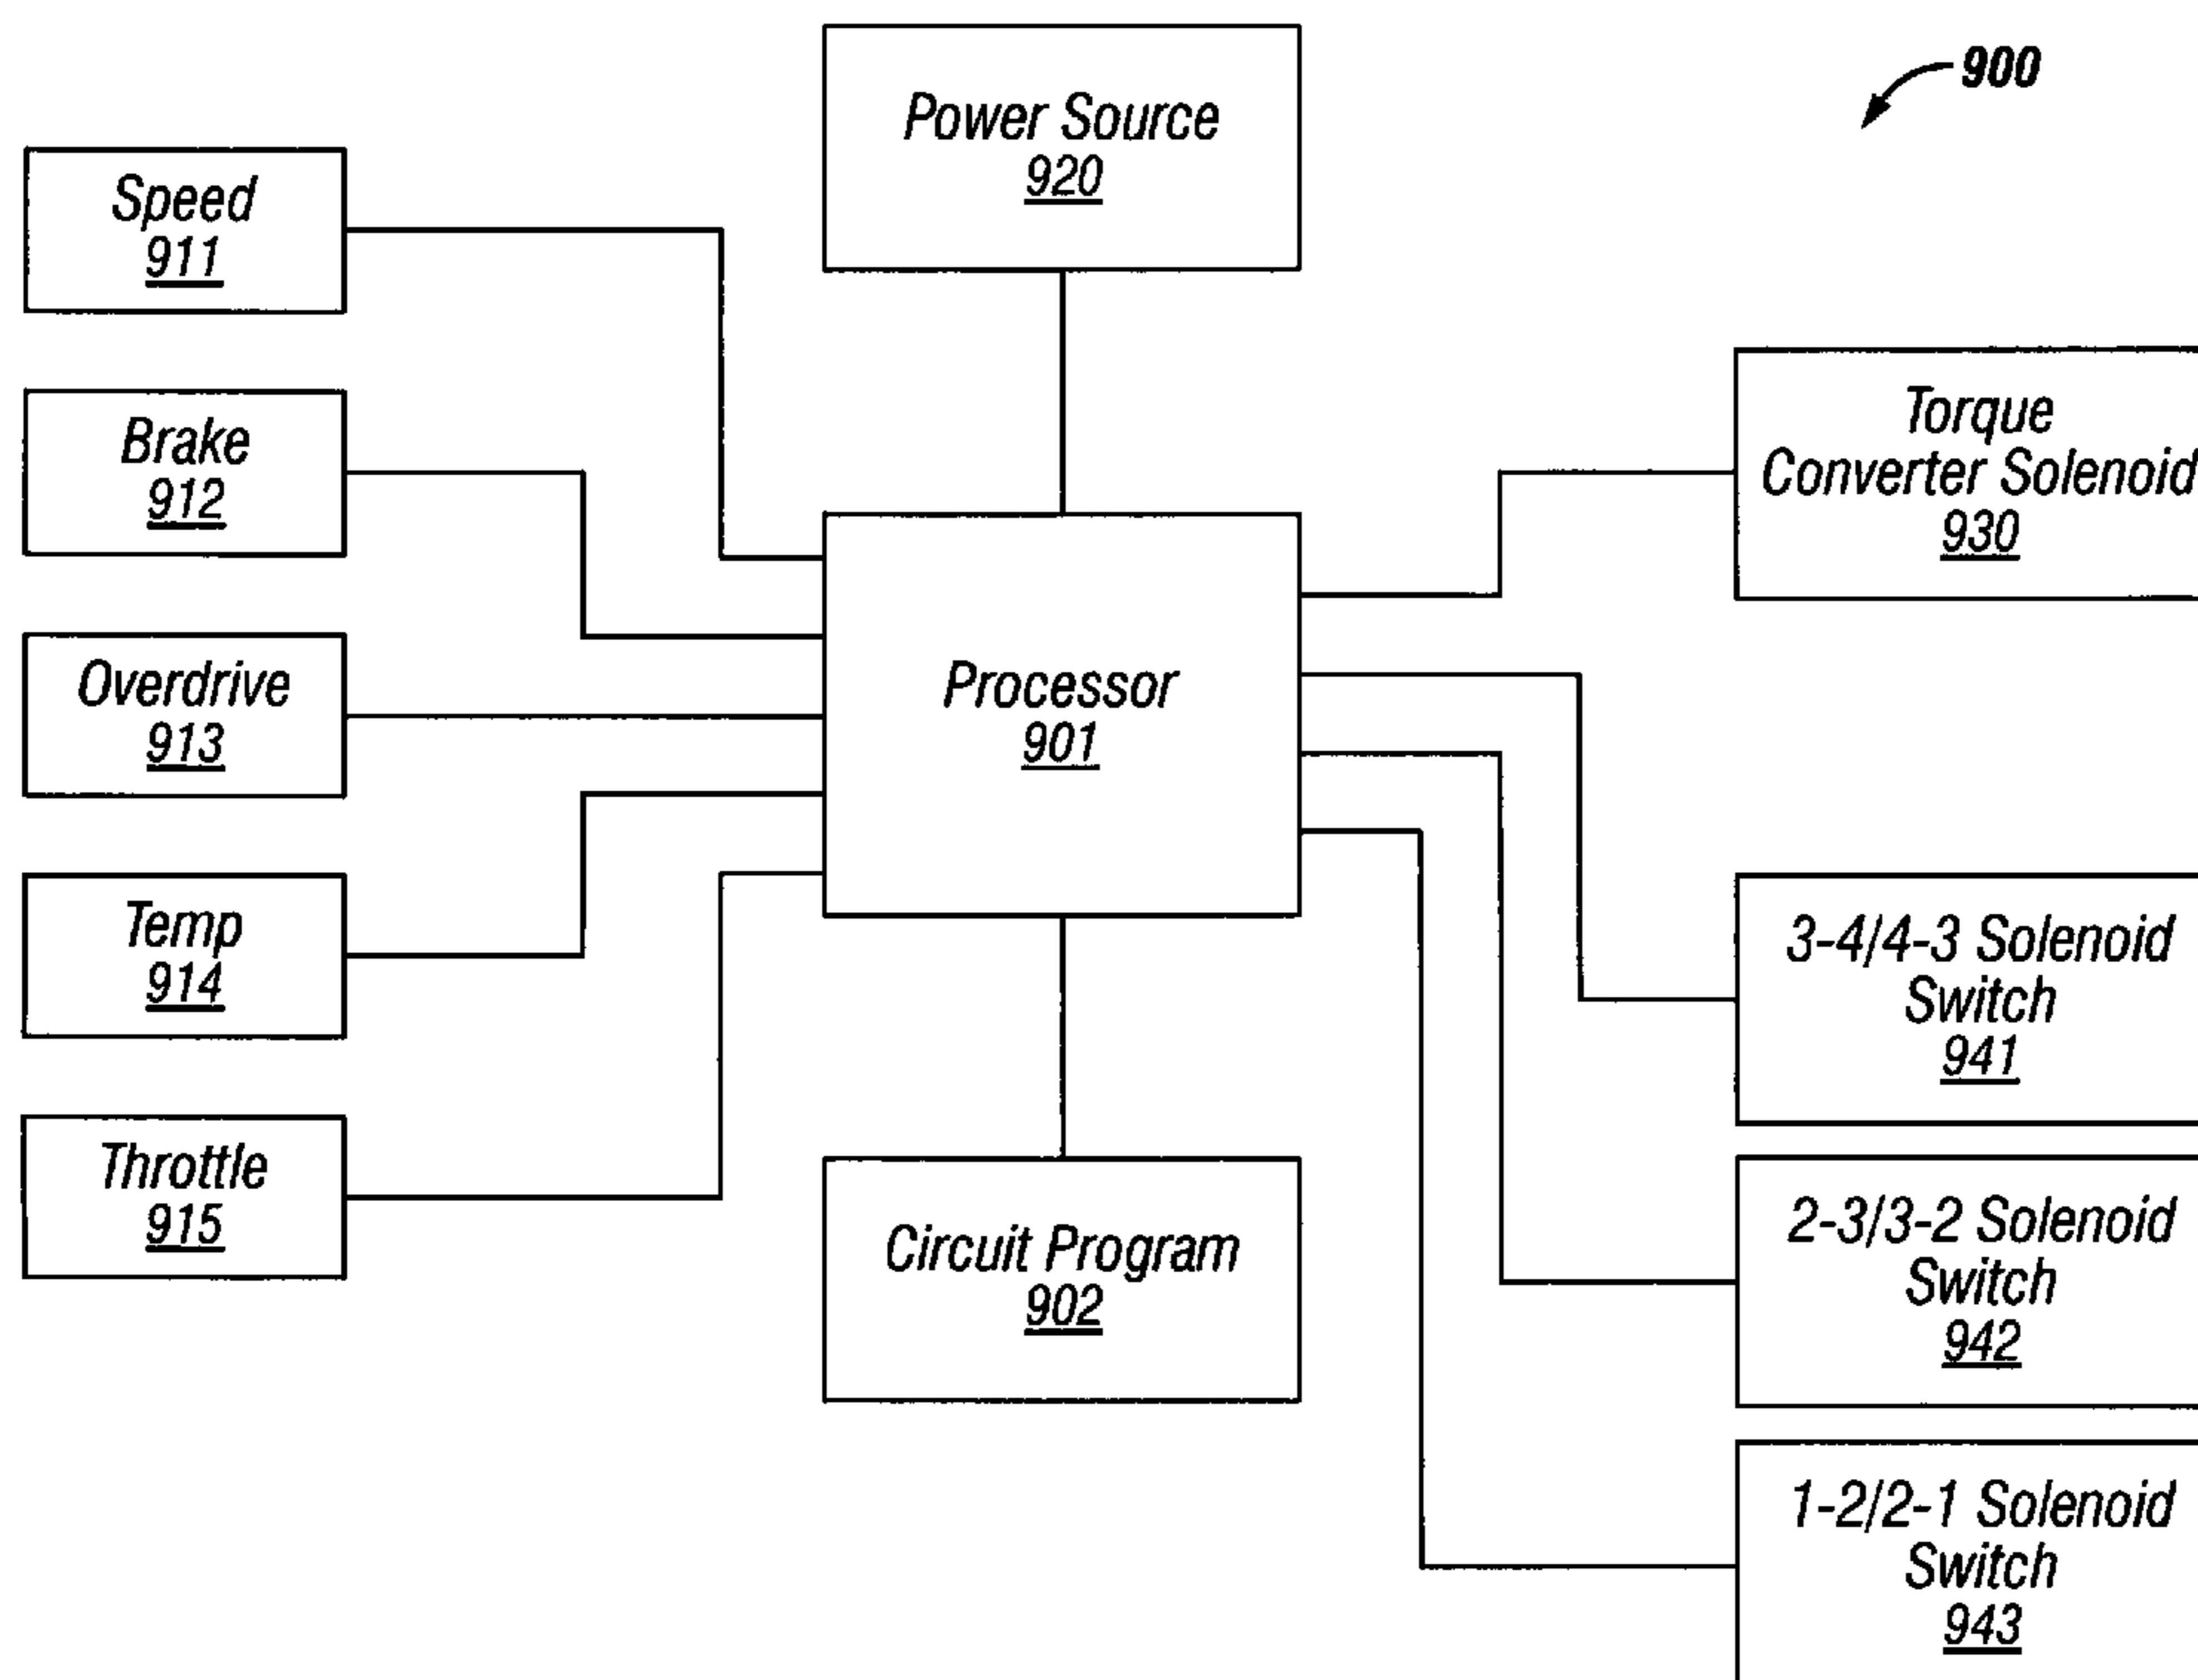 900
Power Source
920
Speed
911
Brake
912
Overdrive
913
Temp
914
Throttle
915
Processor
901
Circuit Program
902
Torque
Converter Solenoid
930
3-4/4-3 Solenoid
Switch
941
2-3/3-2 Solenoid
Switch
942
1-2/2-1 Solenoid
Switch
943